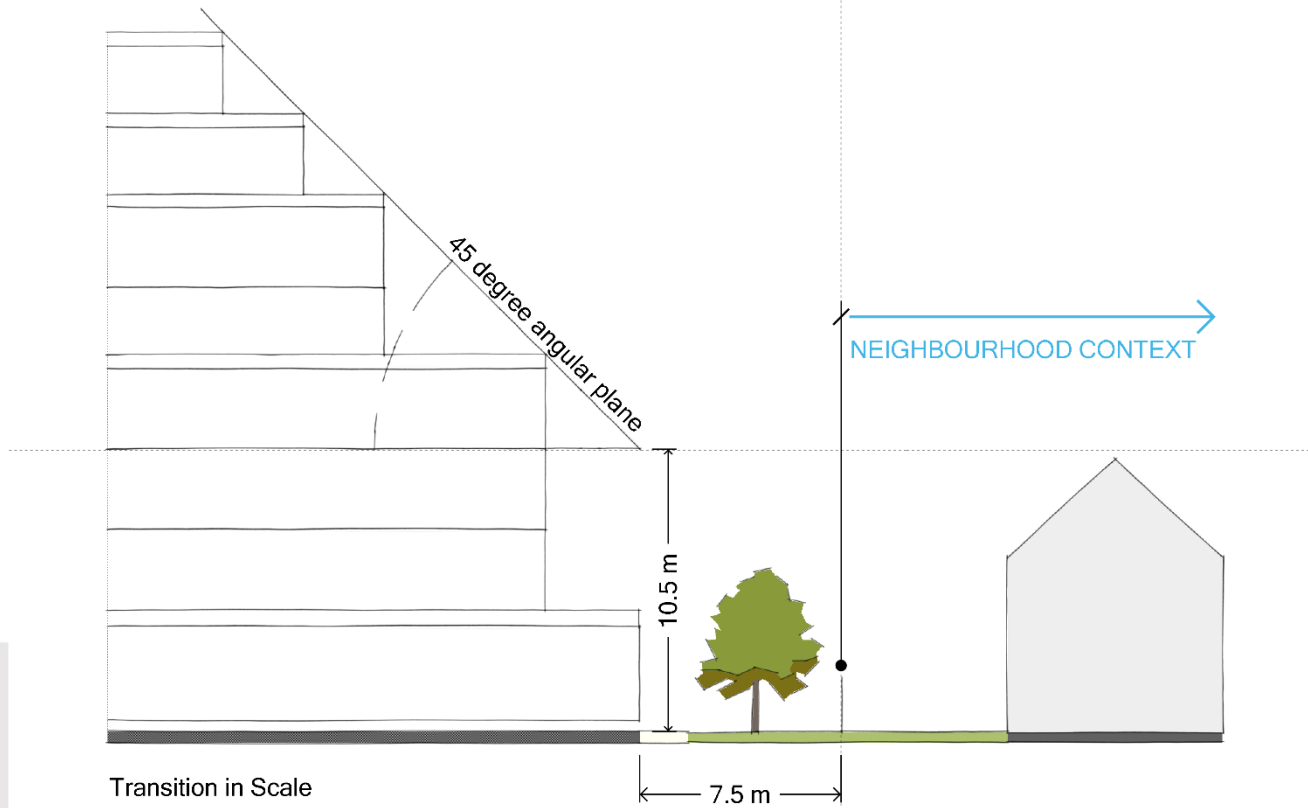 45 degree angular plane
NEIGHBOURHOOD CONTEXT
10.5 m
7.5 m
Transition in Scale